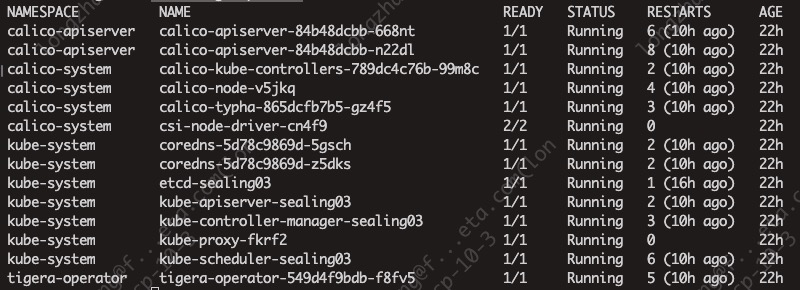 NAMESPACE NAME READY STATUS RESTARTS AGE
calico-apiserver calico-apiserver-84b48dcbb-668nt 1/1 Running 6 (10h ago) 22h
calico-apiserver calico-apiserver-84b48dcbb-n22dl 1/1 Running 8 (10h ago) 22h
calico-system calico-kube-controllers-789dc4c76b-99m8c 1/1 Running 2 (10h ago) 22h
calico-system calico-node-v5jkq 1/1 Running 4 (10h ago) 22h
calico-system calico-typha-865dcfb7b5-gz4f5 1/1 Running 3 (10h ago) 22h
calico-system csi-node-driver-cn4f9 2/2 Running 0 22h
kube-system coredns-5d78c9869d-5gsch 1/1 Running 2 (10h ago) 22h
kube-system coredns-5d78c9869d-z5dks 1/1 Running 2 (10h ago) 22h
kube-system etcd-sealing03 1/1 Running 1 (16h ago) 22h
kube-system kube-apiserver-sealing03 1/1 Running 2 (10h ago) 22h
kube-system kube-controller-manager-sealing03 1/1 Running 3 (10h ago) 22h
kube-system kube-proxy-fkrf2 1/1 Running 0 22h
kube-system kube-scheduler-sealing03 1/1 Running 6 (10h ago) 22h
tigera-operator tigera-operator-549d4f9bdb-f8fv5 1/1 Running 5 (10h ago) 22h